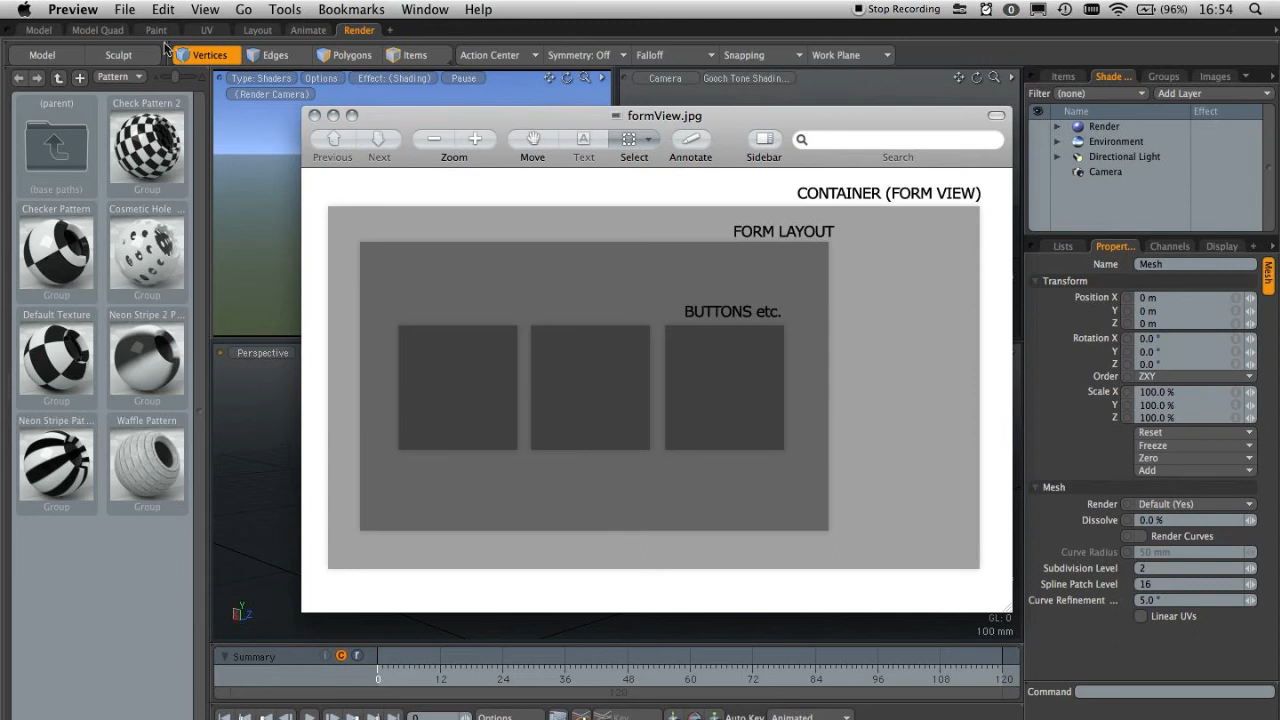 Preview File Edit View Go Tools Bookmarks Window Help Stop Recording 0 (96%) 16:54
Model Model Quad Paint UV Layout Animate Render +
Model Sculpt Vertices Edges Polygons Items Action Center Symmetry: Off Falloff Snapping Work Plane
Pattern
(parent)
(base paths)
Check Pattern 2
Group
Checker Pattern
Group
Cosmetic Hole ...
Group
Default Texture
Group
Neon Stripe 2 P...
Group
Neon Stripe Pat...
Group
Waffle Pattern
Group
Type: Shaders Options Effect: (Shading) Pause
(Render Camera)
Camera Gooch Tone Shadin...
formView.jpg
Previous Next Zoom Move Text Select Annotate Sidebar Search
CONTAINER (FORM VIEW)
FORM LAYOUT
BUTTONS etc.
Perspective
Y
Z
GL: 0
100 mm
Summary
0 12 24 36 48 60 72 84 96 108 120
120
0 Options Key Auto Key Animated
Items Shade... Groups Images
Filter (none) Add Layer
Name Effect
Render
Environment
Directional Light
Camera
Lists Propert... Channels Display +
Name Mesh
Mesh
Transform
Position X 0 m
Y 0 m
Z 0 m
Rotation X 0.0 °
Y 0.0 °
Z 0.0 °
Order ZXY
Scale X 100.0 %
Y 100.0 %
Z 100.0 %
Reset
Freeze
Zero
Add
Mesh
Render Default (Yes)
Dissolve 0.0 %
Render Curves
Curve Radius 50 mm
Subdivision Level 2
Spline Patch Level 16
Curve Refinement ... 5.0 °
Linear UVs
Command